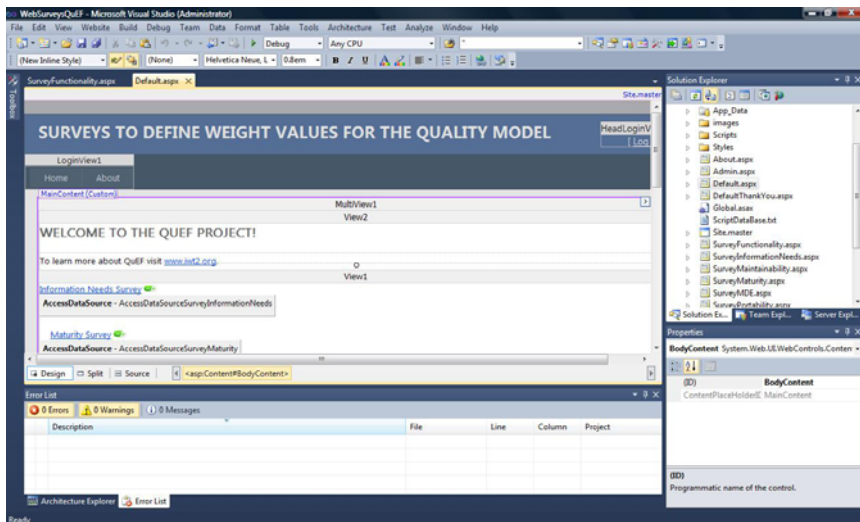 WebSurveysQuEF - Microsoft Visual Studio (Administrator)
File Edit View Website Build Debug Team Data Format Table Tools Architecture Test Analyze Window Help
Debug Any CPU
(New Inline Style) (None) Helvetica Neue, L 0.8em B I U
Toolbox
SurveyFunctionality.aspx Default.aspx
Site.master
SURVEYS TO DEFINE WEIGHT VALUES FOR THE QUALITY MODEL
HeadLoginV
[ Log
LoginView1
Home About
MainContent (Custom)
MultiView1
View2
WELCOME TO THE QUEF PROJECT!
To learn more about QuEF visit www.iwt2.org.
View1
Information Needs Survey
AccessDataSource - AccessDataSourceSurveyInformationNeeds
Maturity Survey
AccessDataSource - AccessDataSourceSurveyMaturity
Design Split Source <asp:Content#BodyContent>
Error List
0 Errors 0 Warnings 0 Messages
Description File Line Column Project
Architecture Explorer Error List
Ready
Solution Explorer
App_Data
images
Scripts
Styles
About.aspx
Admin.aspx
Default.aspx
DefaultThankYou.aspx
Global.asax
ScriptDataBase.txt
Site.master
SurveyFunctionality.aspx
SurveyInformationNeeds.aspx
SurveyMaintainability.aspx
SurveyMaturity.aspx
SurveyMDE.aspx
SurveyPortability.aspx
Solution Ex... Team Expl... Server Expl...
Properties
BodyContent System.Web.UI.WebControls.Conten
(ID) BodyContent
ContentPlaceHolderID MainContent
(ID)
Programmatic name of the control.